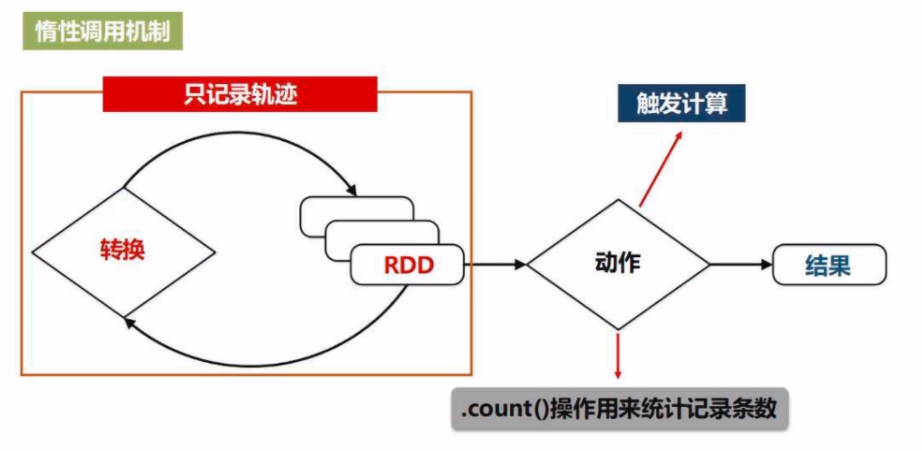 惰性调用机制
只记录轨迹
触发计算
转换
RDD
动作
结果
.count()操作用来统计记录条数